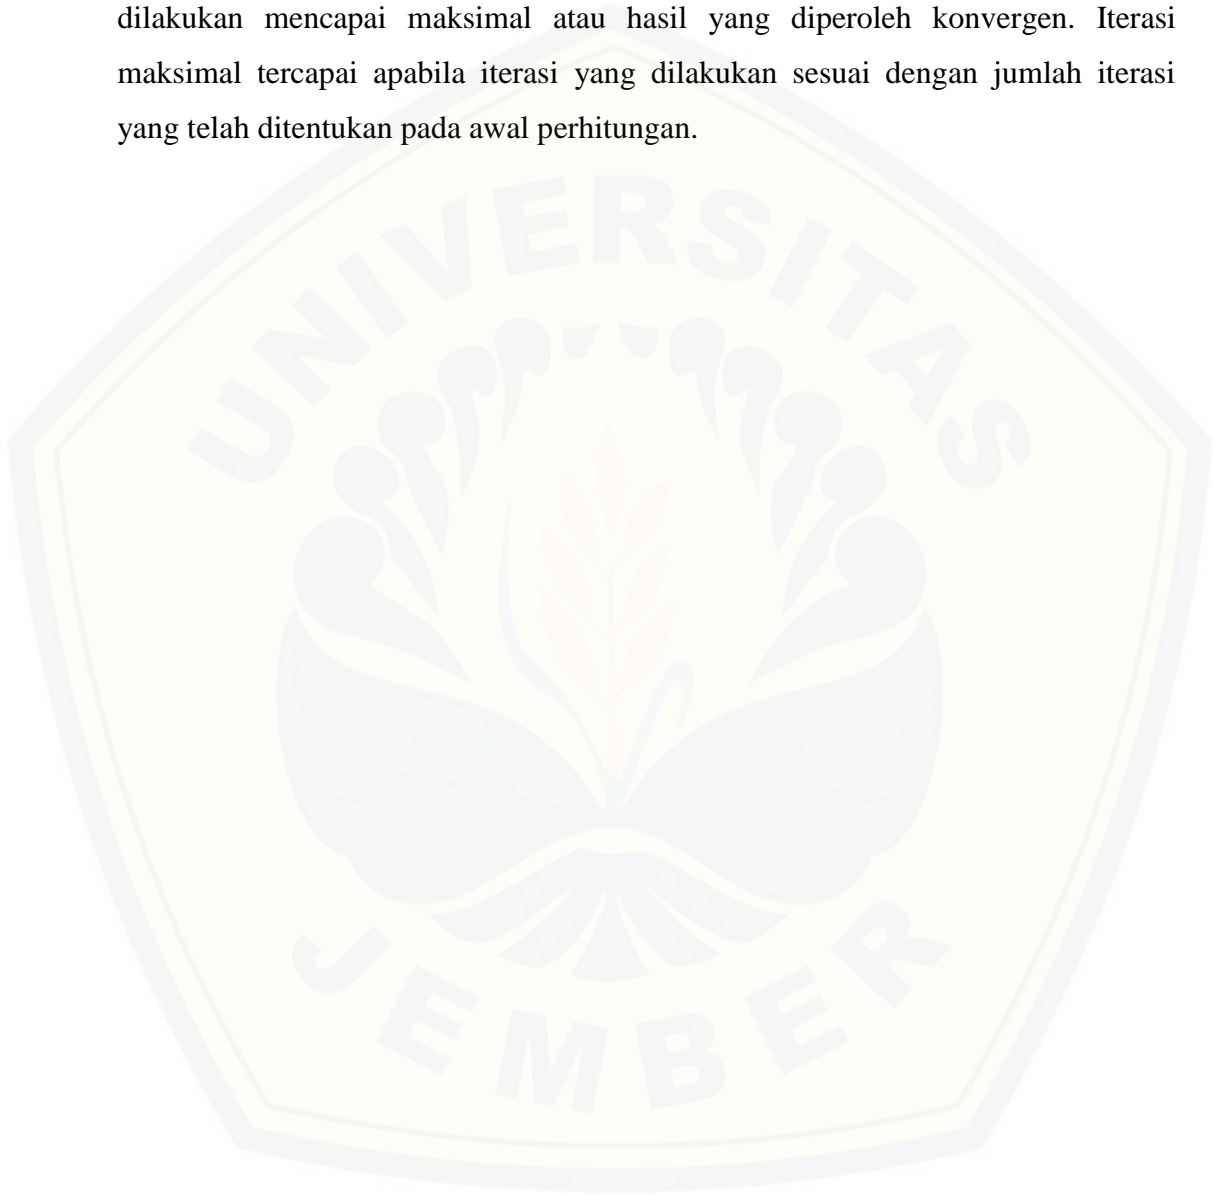 dilakukan mencapai maksimal atau hasil yang diperoleh konvergen. Iterasi
maksimal tercapai apabila iterasi yang dilakukan sesuai dengan jumlah iterasi
yang telah ditentukan pada awal perhitungan.
UNIVERSITAS
JEMBER